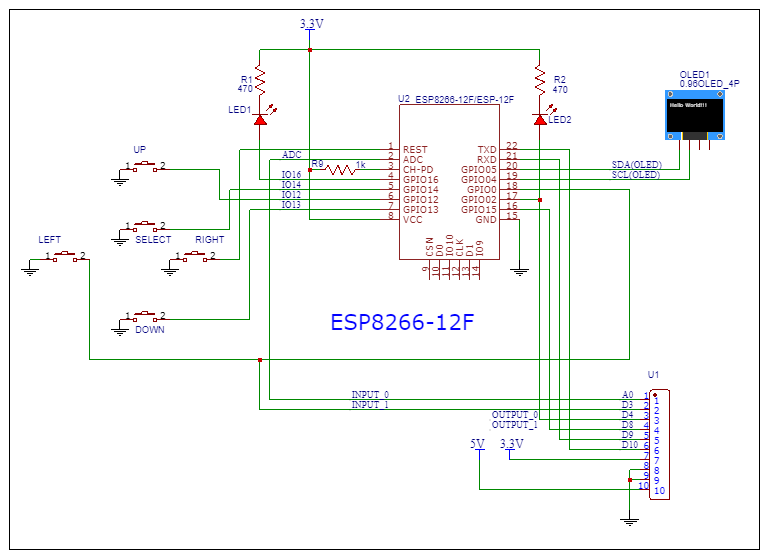 3.3V
R1
470
LED1
R2
470
LED2
U2 ESP8266-12F/ESP-12F
OLED1
0.96OLED_4P
Hello World!!!
1 REST
2 ADC
3 CH-PD
4 GPIO16
5 GPIO14
6 GPIO12
7 GPIO13
8 VCC
TXD 22
RXD 21
GPIO05 20
GPIO04 19
GPIO0 18
GPIO02 17
GPIO15 16
GND 15
CSN 9
D0 10
IO10 11
CLK 12
D1 13
IO9 14
ADC
R9 1k
IO16
IO14
IO12
IO13
SDA(OLED)
SCL(OLED)
UP
1 2
1 2
SELECT
LEFT
1 2
RIGHT
1 2
1 2
DOWN
ESP8266-12F
U1
INPUT_0
INPUT_1
OUTPUT_0
OUTPUT_1
5V 3.3V
A0 1 1
D3 2 2
D4 3 3
D8 4 4
D9 5 5
D10 6 6
7 7
8 8
9 9
10 10